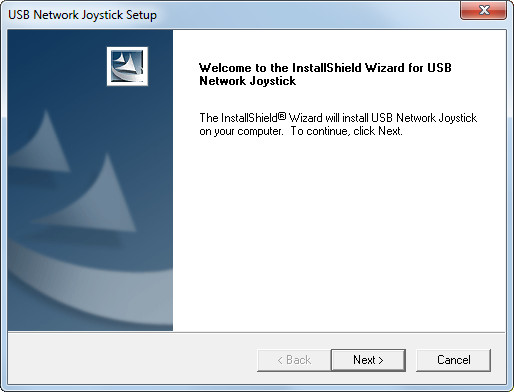 USB Network Joystick Setup
Welcome to the InstallShield Wizard for USB
Network Joystick
The InstallShield® Wizard will install USB Network Joystick
on your computer.  To continue, click Next.
< Back
Next >
Cancel